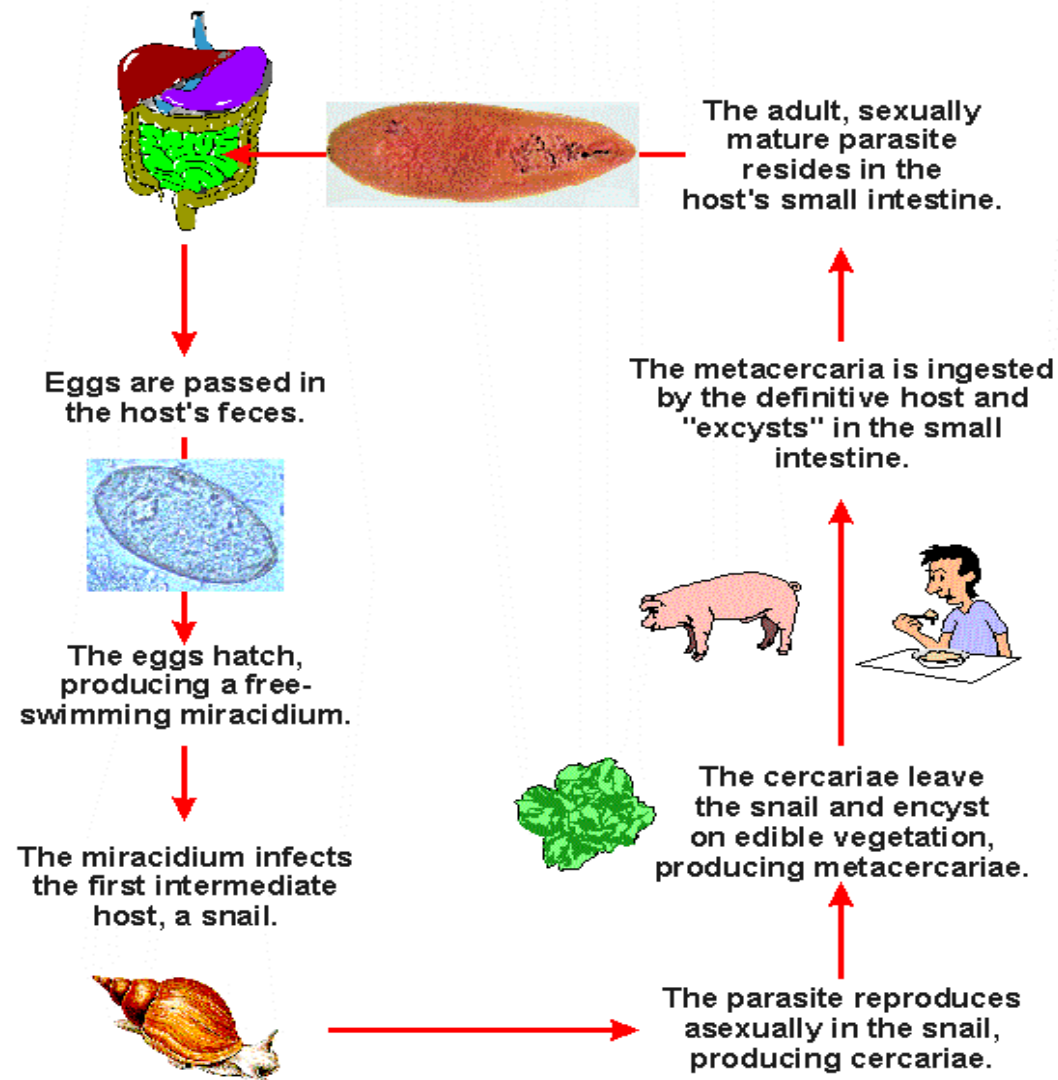 The adult, sexually
mature parasite
resides in the
host's small intestine.
Eggs are passed in
the host's feces.
The eggs hatch,
producing a free-
swimming miracidium.
The miracidium infects
the first intermediate
host, a snail.
The parasite reproduces
asexually in the snail,
producing cercariae.
The cercariae leave
the snail and encyst
on edible vegetation,
producing metacercariae.
The metacercaria is ingested
by the definitive host and
"excysts" in the small
intestine.